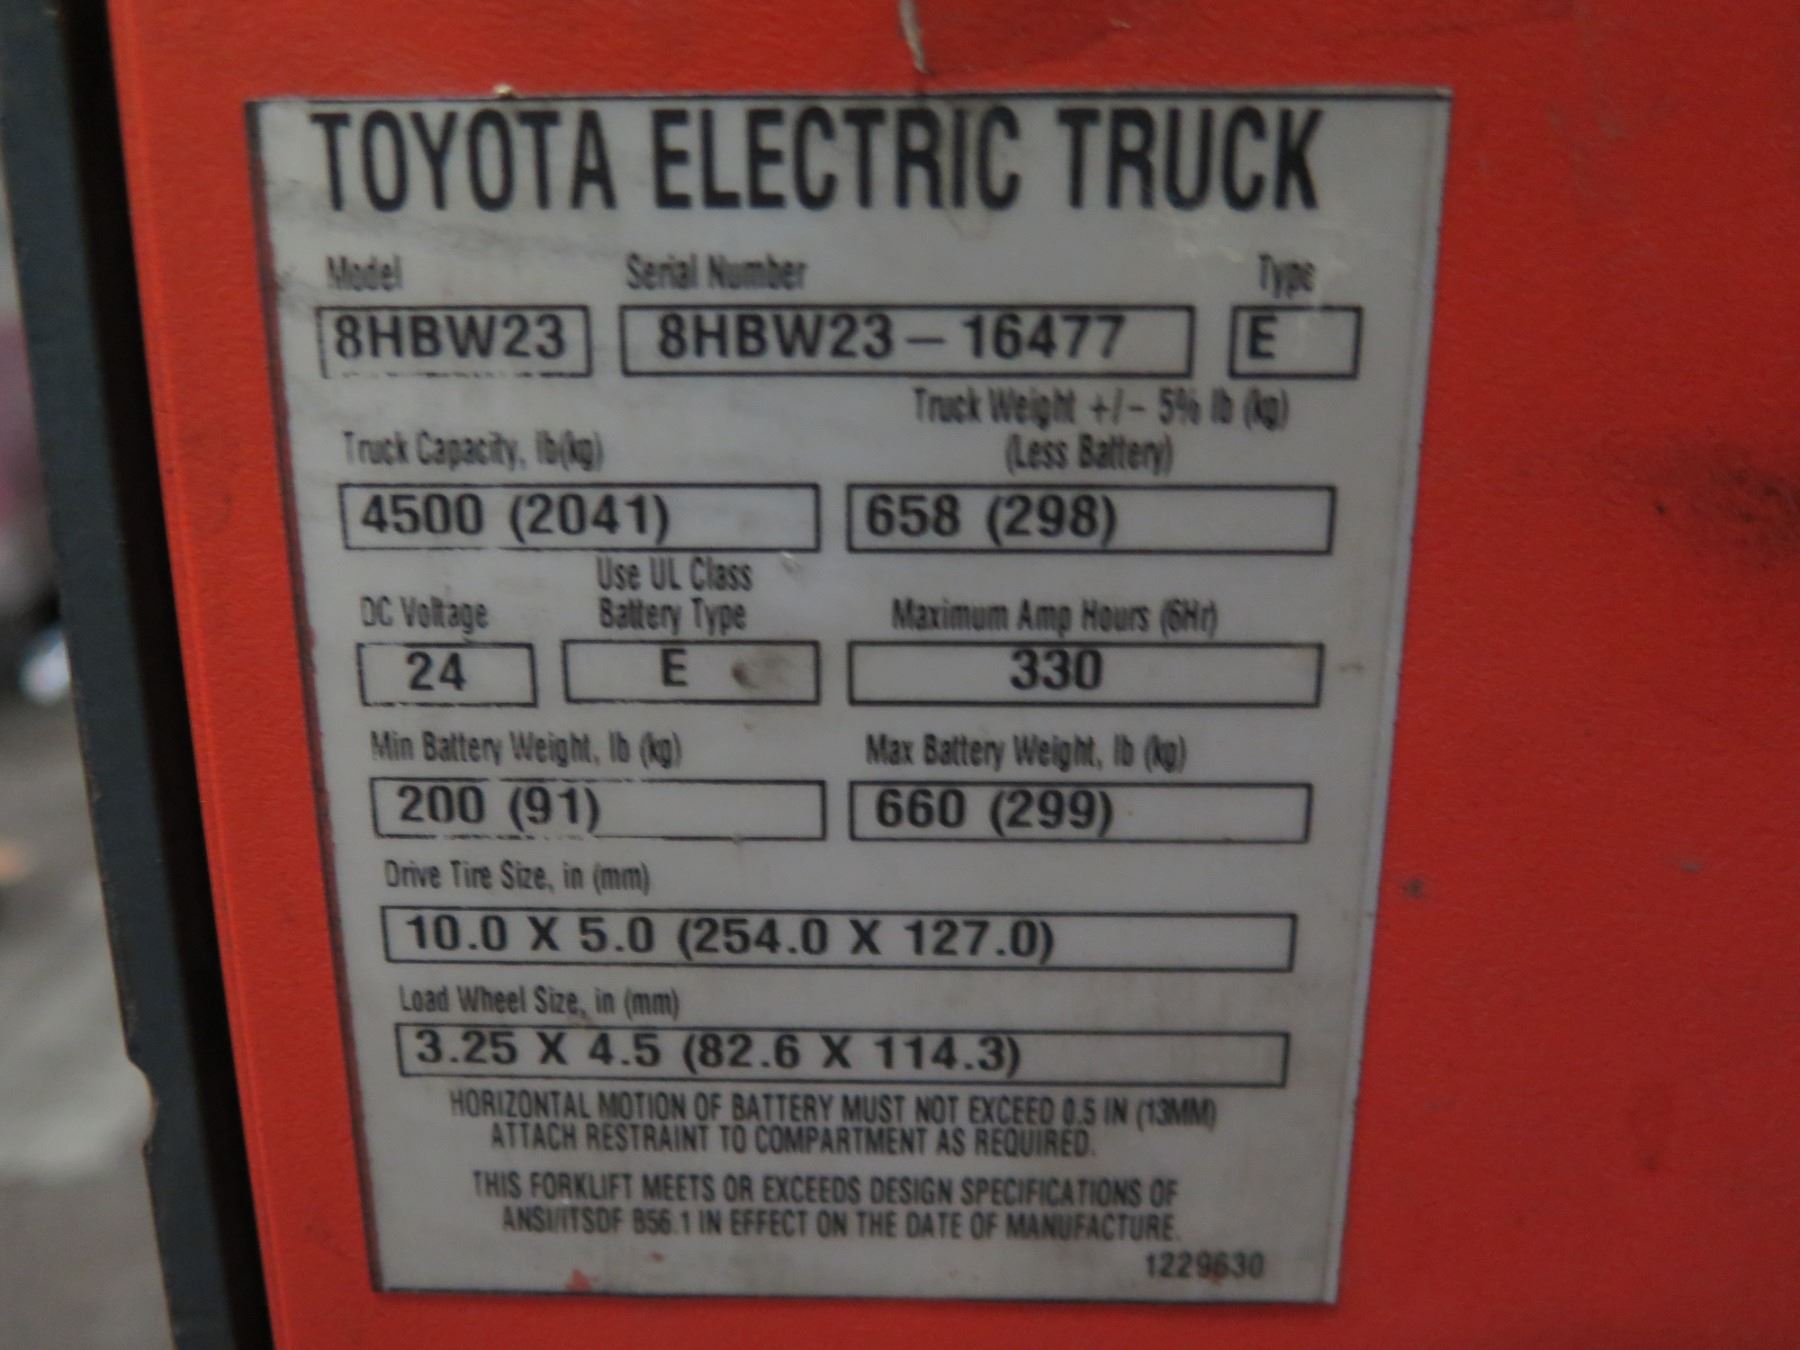 TOYOTA ELECTRIC TRUCK
Model Serial Number Type
8HBW23 8HBW23-16477 E
Truck Weight +/- 5% lb (kg)
Truck Capacity, lb(kg) (Less Battery)
4500 (2041) 658 (298)
Use UL Class
DC Voltage Battery Type Maximum Amp Hours (6Hr)
24 E 330
Min Battery Weight, lb (kg) Max Battery Weight, lb (kg)
200 (91) 660 (299)
Drive Tire Size, in (mm)
10.0 X 5.0 (254.0 X 127.0)
Load Wheel Size, in (mm)
3.25 X 4.5 (82.6 X 114.3)
HORIZONTAL MOTION OF BATTERY MUST NOT EXCEED 0.5 IN (13MM)
ATTACH RESTRAINT TO COMPARTMENT AS REQUIRED.
THIS FORKLIFT MEETS OR EXCEEDS DESIGN SPECIFICATIONS OF
ANSI/ITSDF B56.1 IN EFFECT ON THE DATE OF MANUFACTURE.
1229630